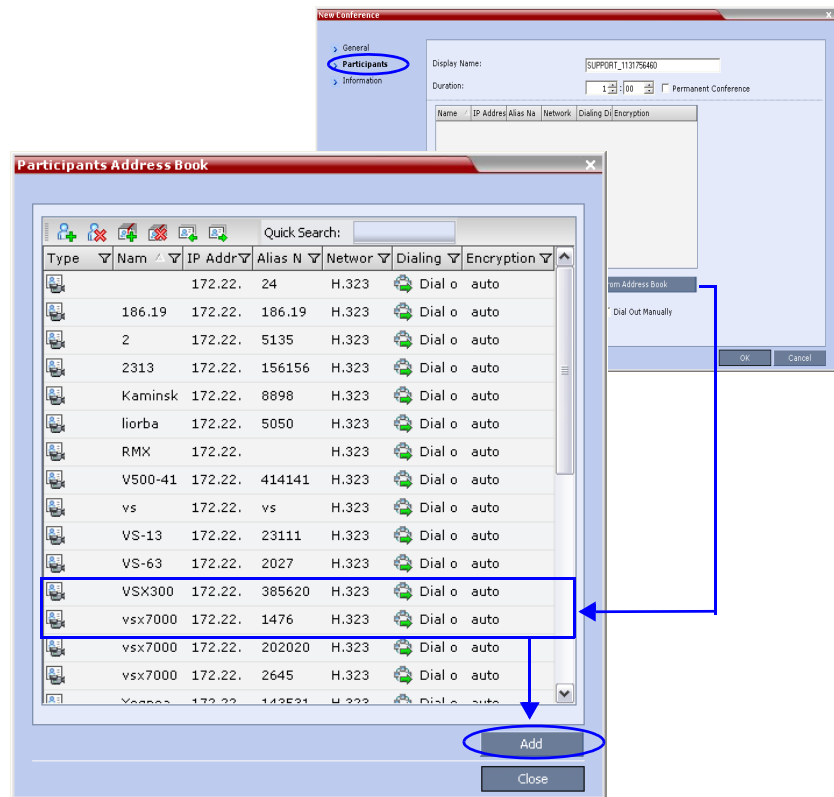 New Conference
General
Participants
Information
Display Name: SUPPORT_1131756460
Duration: 1 : 00 Permanent Conference
Name IP Addres Alias Na Network Dialing Di Encryption
rom Address Book
Dial Out Manually
OK Cancel
Participants Address Book
Quick Search:
Type Nam IP Addr Alias N Networ Dialing Encryption
172.22. 24 H.323 Dial o auto
186.19 172.22. 186.19 H.323 Dial o auto
2 172.22. 5135 H.323 Dial o auto
2313 172.22. 156156 H.323 Dial o auto
Kaminsk 172.22. 8898 H.323 Dial o auto
liorba 172.22. 5050 H.323 Dial o auto
RMX 172.22. H.323 Dial o auto
V500-41 172.22. 414141 H.323 Dial o auto
vs 172.22. vs H.323 Dial o auto
VS-13 172.22. 23111 H.323 Dial o auto
VS-63 172.22. 2027 H.323 Dial o auto
VSX300 172.22. 385620 H.323 Dial o auto
vsx7000 172.22. 1476 H.323 Dial o auto
vsx7000 172.22. 202020 H.323 Dial o auto
vsx7000 172.22. 2645 H.323 Dial o auto
172.22. 143531 H.323 Dial o auto
Add
Close